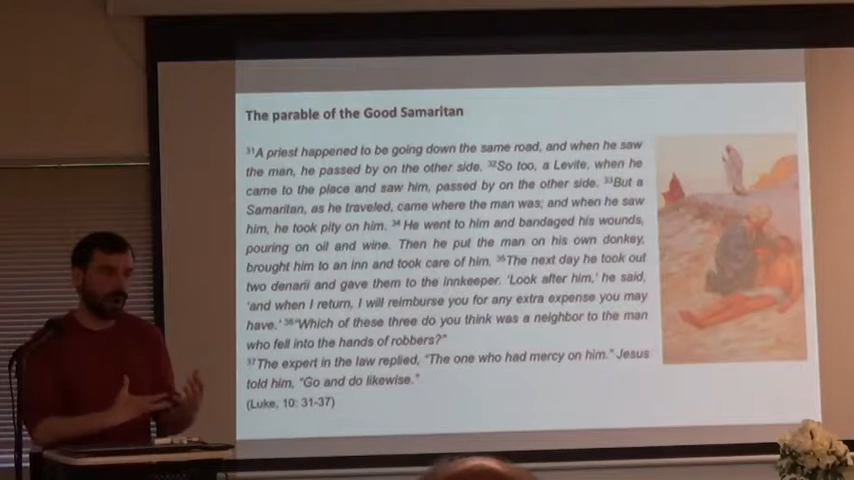 The parable of the Good Samaritan
³¹A priest happened to be going down the same road, and when he saw
the man, he passed by on the other side. ³²So too, a Levite, when he
came to the place and saw him, passed by on the other side. ³³But a
Samaritan, as he traveled, came where the man was; and when he saw
him, he took pity on him. ³⁴ He went to him and bandaged his wounds,
pouring on oil and wine. Then he put the man on his own donkey,
brought him to an inn and took care of him. ³⁵The next day he took out
two denarii and gave them to the innkeeper. ‘Look after him,’ he said,
‘and when I return, I will reimburse you for any extra expense you may
have.’ ³⁶“Which of these three do you think was a neighbor to the man
who fell into the hands of robbers?”
³⁷The expert in the law replied, “The one who had mercy on him.” Jesus
told him, “Go and do likewise.”
(Luke, 10: 31-37)